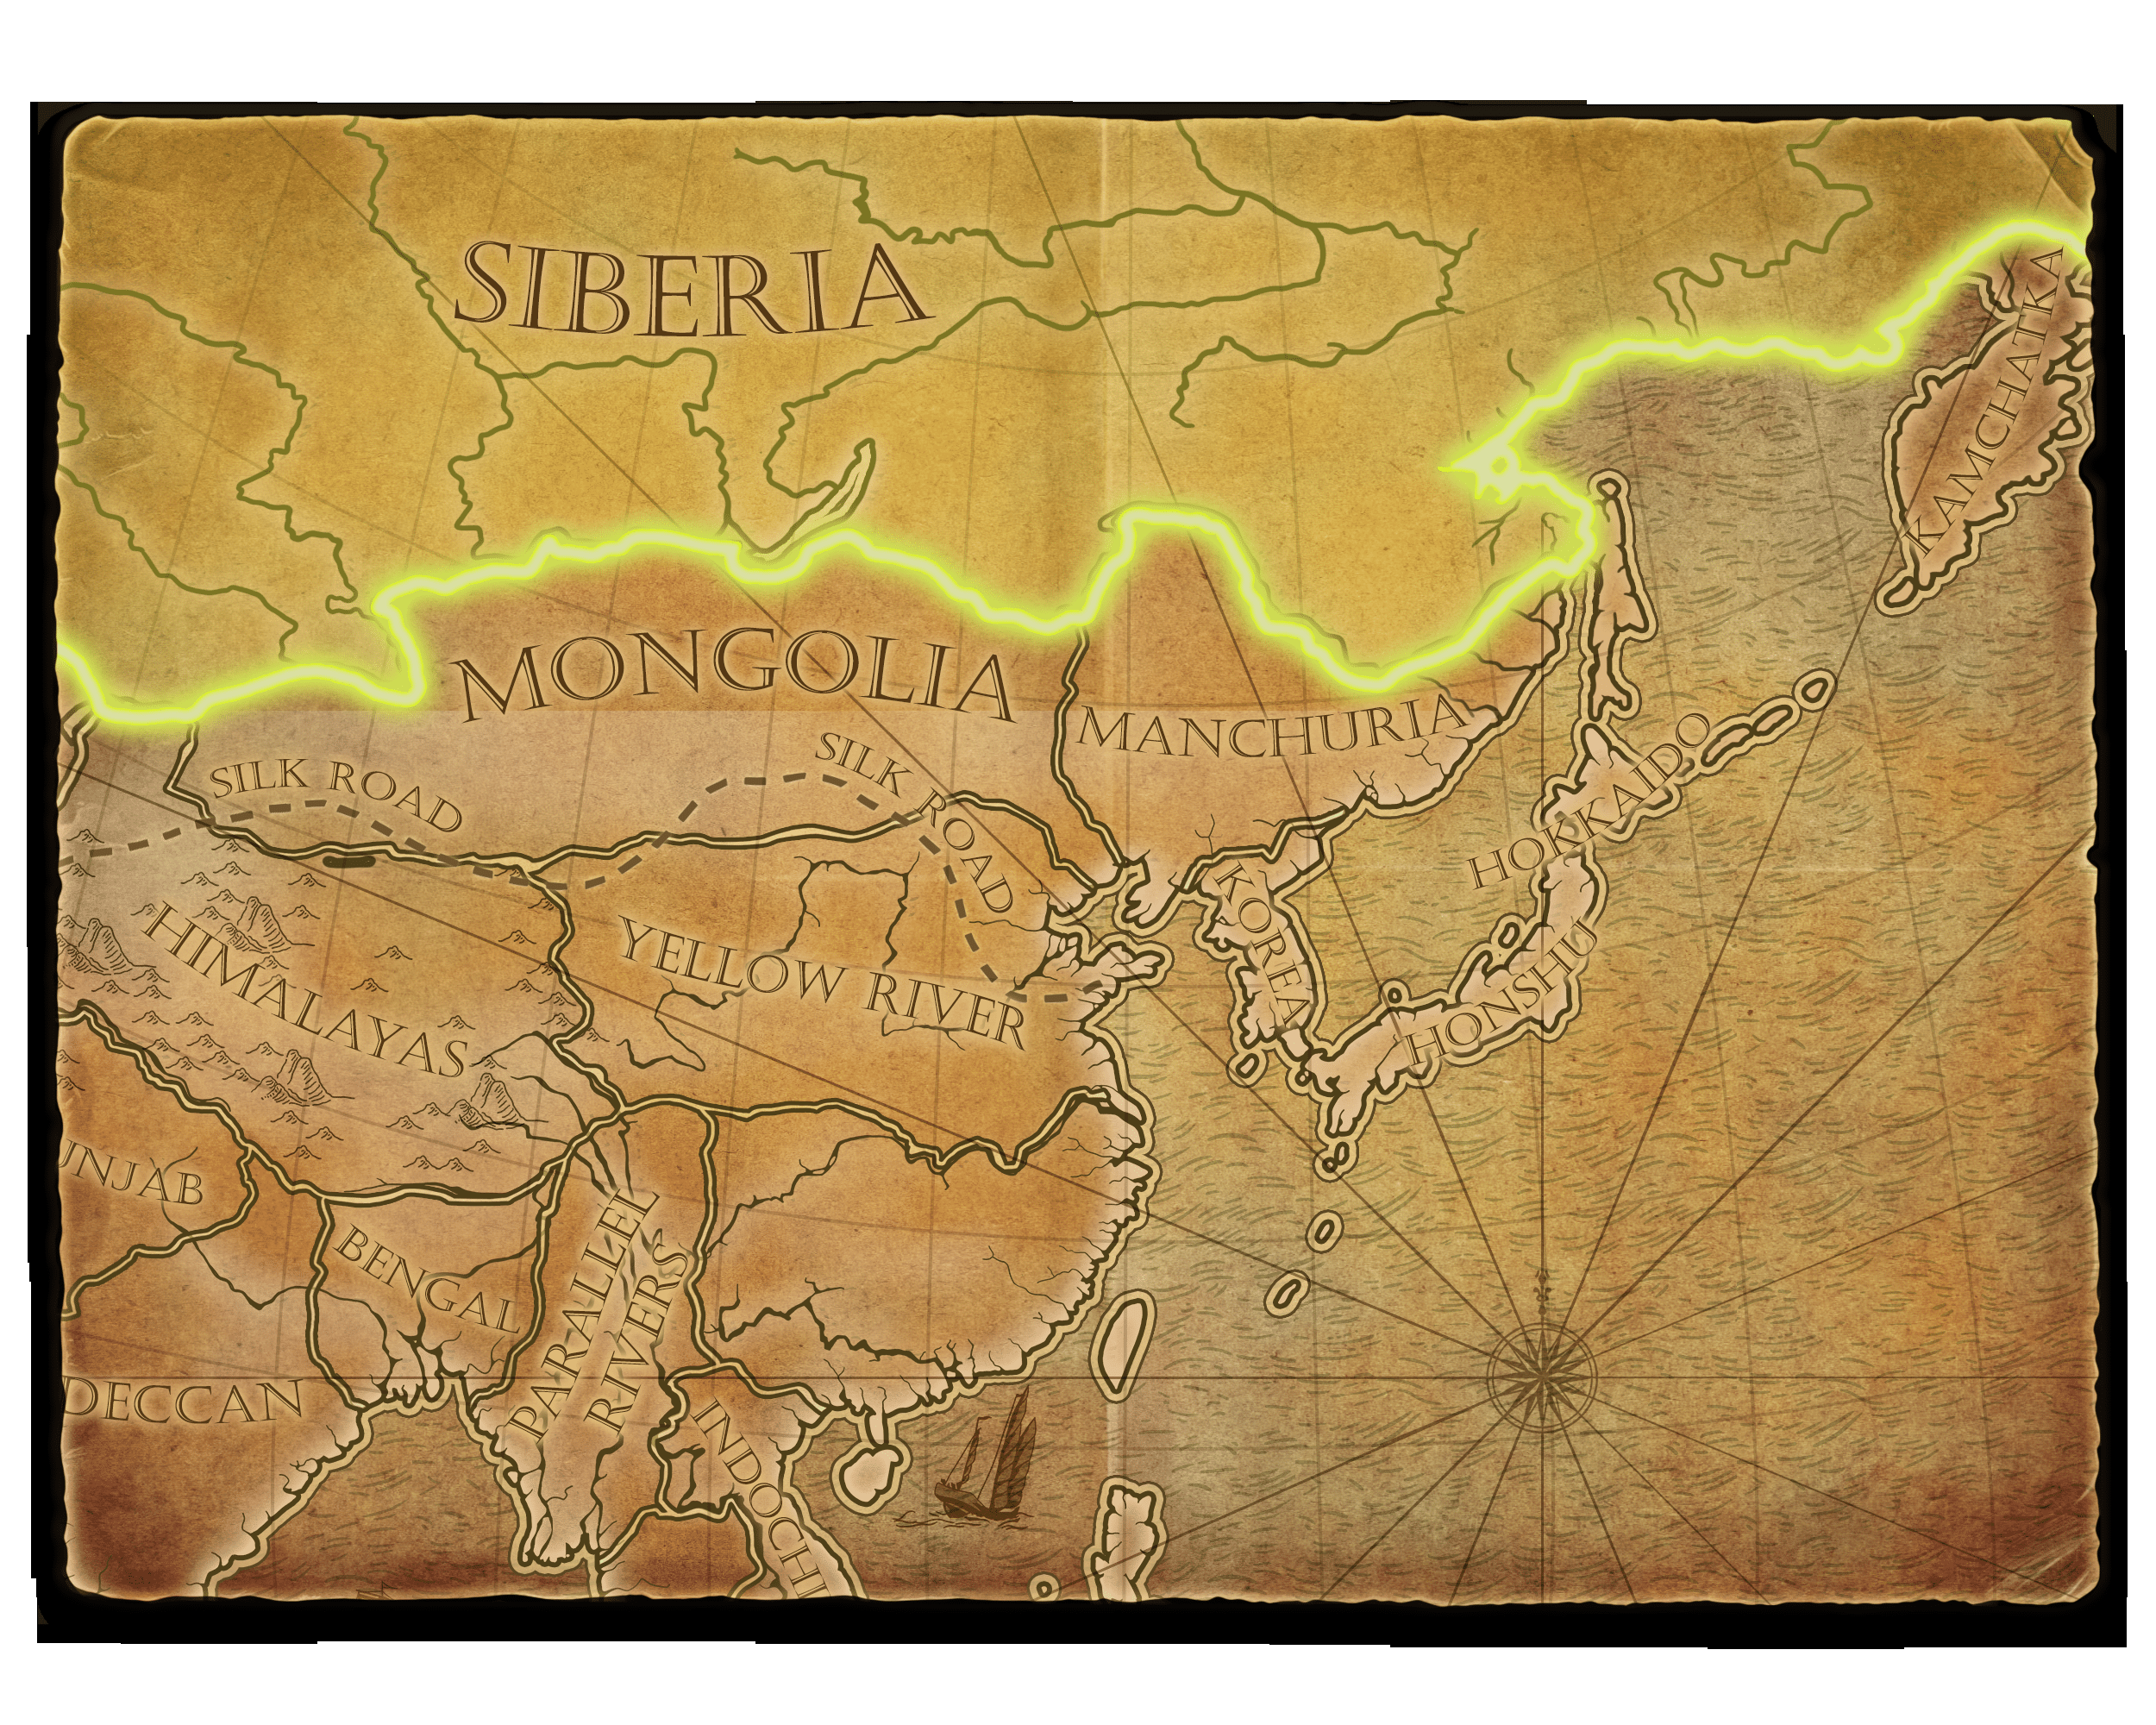 SIBERIA
KAMCHATKA
MONGOLIA
MANCHURIA
SILK ROAD
SILK ROAD
HOKKAIDO
KOREA
HIMALAYAS
YELLOW RIVER
HONSHU
UNJAB
BENGAL
PARALLEL
RIVERS
DECCAN
INDOCHI